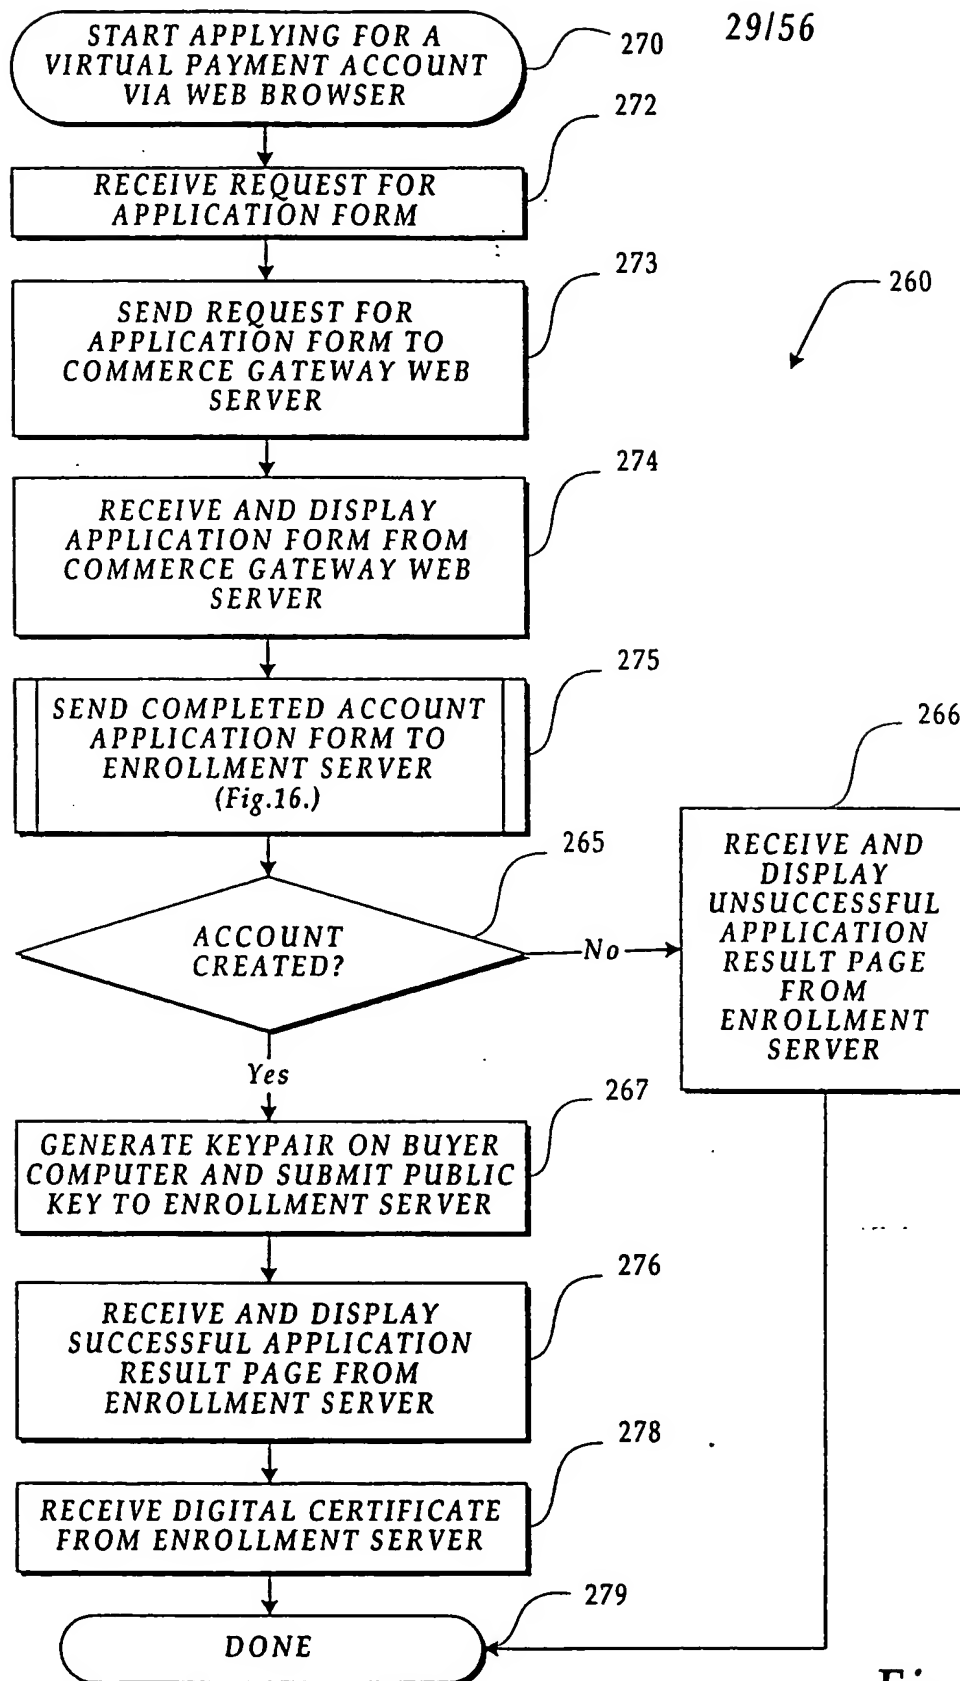 29/56
START APPLYING FOR A
VIRTUAL PAYMENT ACCOUNT
VIA WEB BROWSER
270
272
RECEIVE REQUEST FOR
APPLICATION FORM
273
SEND REQUEST FOR
APPLICATION FORM TO
COMMERCE GATEWAY WEB
SERVER
260
274
RECEIVE AND DISPLAY
APPLICATION FORM FROM
COMMERCE GATEWAY WEB
SERVER
275
SEND COMPLETED ACCOUNT
APPLICATION FORM TO
ENROLLMENT SERVER
(Fig.16.)
265
ACCOUNT
CREATED?
No
266
RECEIVE AND
DISPLAY
UNSUCCESSFUL
APPLICATION
RESULT PAGE
FROM
ENROLLMENT
SERVER
Yes
267
GENERATE KEYPAIR ON BUYER
COMPUTER AND SUBMIT PUBLIC
KEY TO ENROLLMENT SERVER
276
RECEIVE AND DISPLAY
SUCCESSFUL APPLICATION
RESULT PAGE FROM
ENROLLMENT SERVER
278
RECEIVE DIGITAL CERTIFICATE
FROM ENROLLMENT SERVER
279
DONE